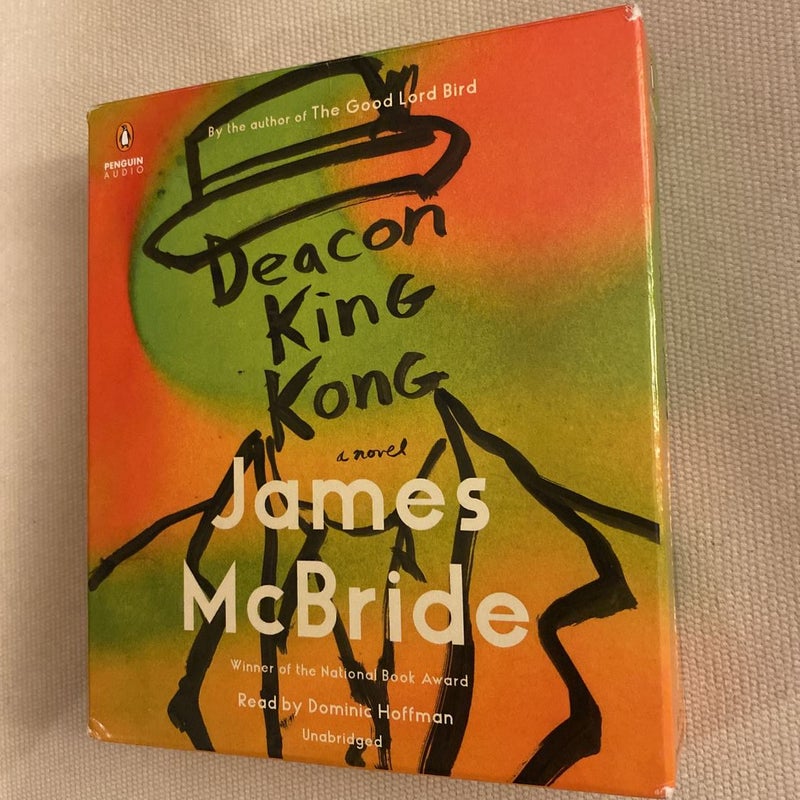 By the author of The Good Lord Bird
PENGUIN
AUDIO
Deacon
King
Kong
a novel
James
McBride
Winner of the National Book Award
Read by Dominic Hoffman
Unabridged